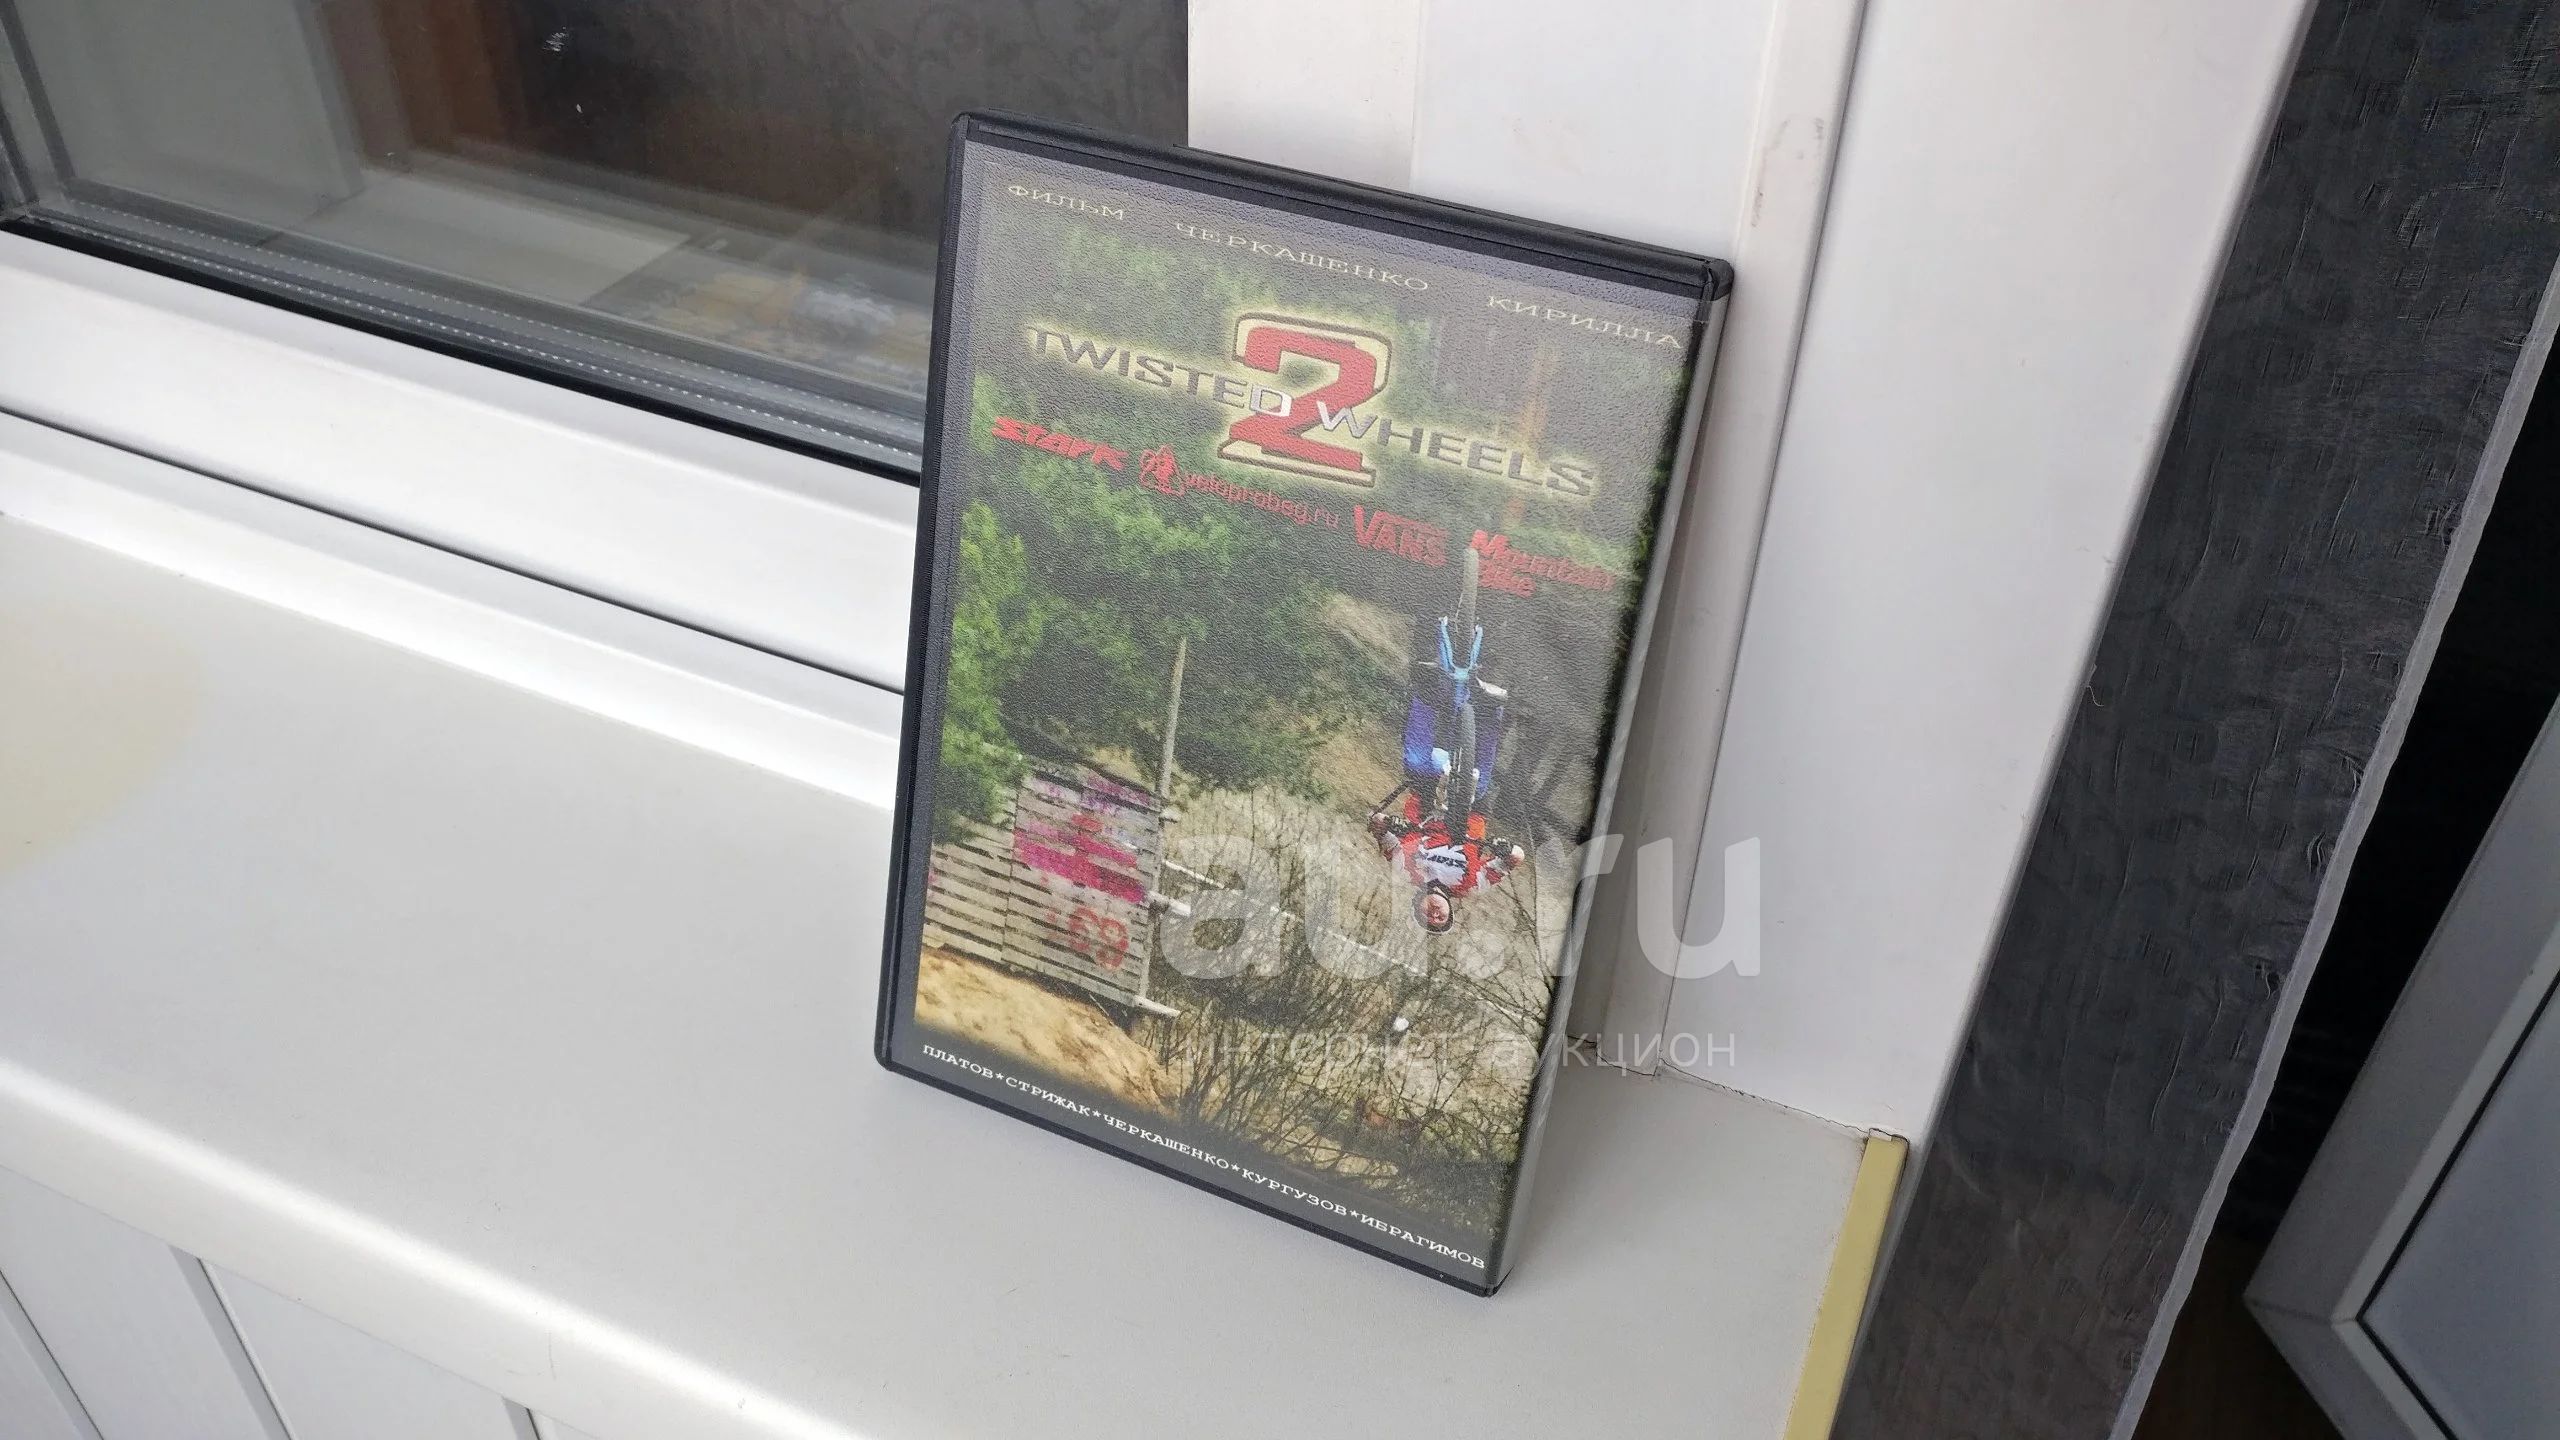 ФИЛЬМ ЧЕРКАШЕНКО КИРИЛЛА
TWISTED 2 WHEELS
STARK veloprobeg.ru VANS Mountain Bike
69
au.ru
интернет-аукцион
ПЛАТОВ*СТРИЖАК*ЧЕРКАШЕНКО*КУРГУЗОВ*ИБРАГИМОВ